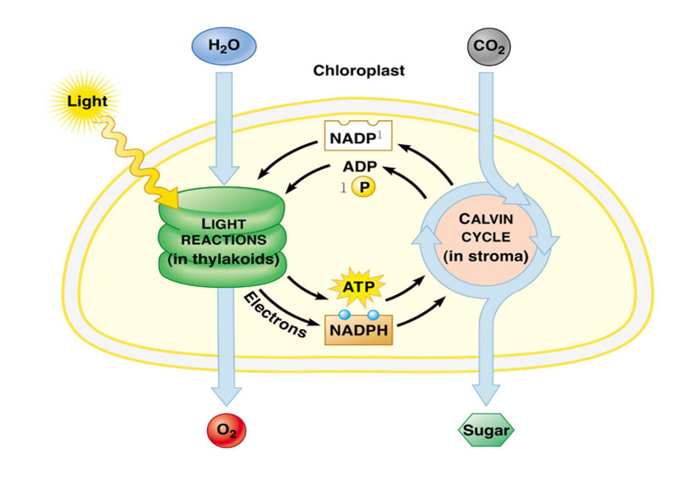 H₂O
CO₂
Chloroplast
Light
NADP¹
ADP
1 P
LIGHT
REACTIONS
(in thylakoids)
CALVIN
CYCLE
(in stroma)
ATP
Electrons
NADPH
O₂
Sugar